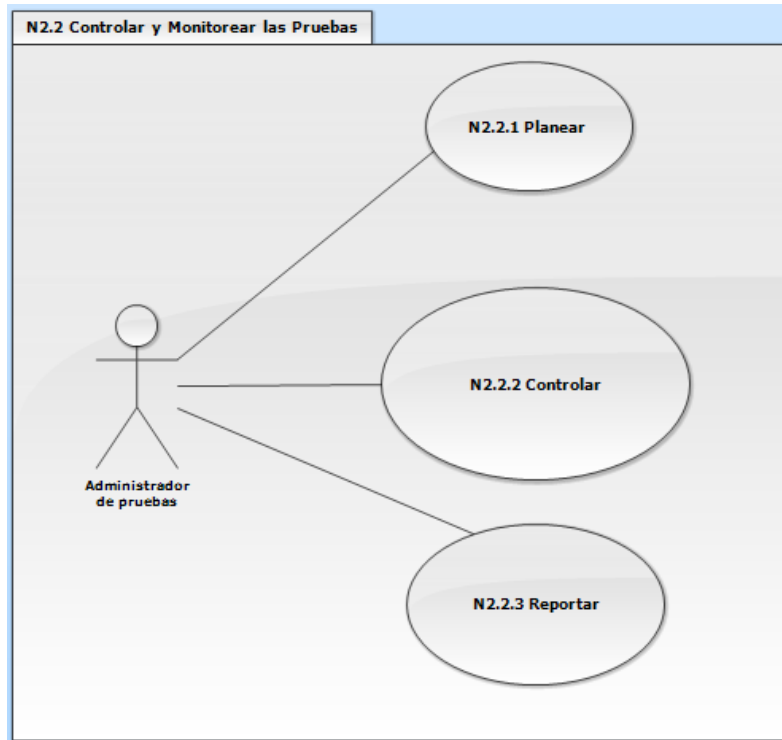 N2.2 Controlar y Monitorear las Pruebas
N2.2.1 Planear
N2.2.2 Controlar
Administrador
de pruebas
N2.2.3 Reportar